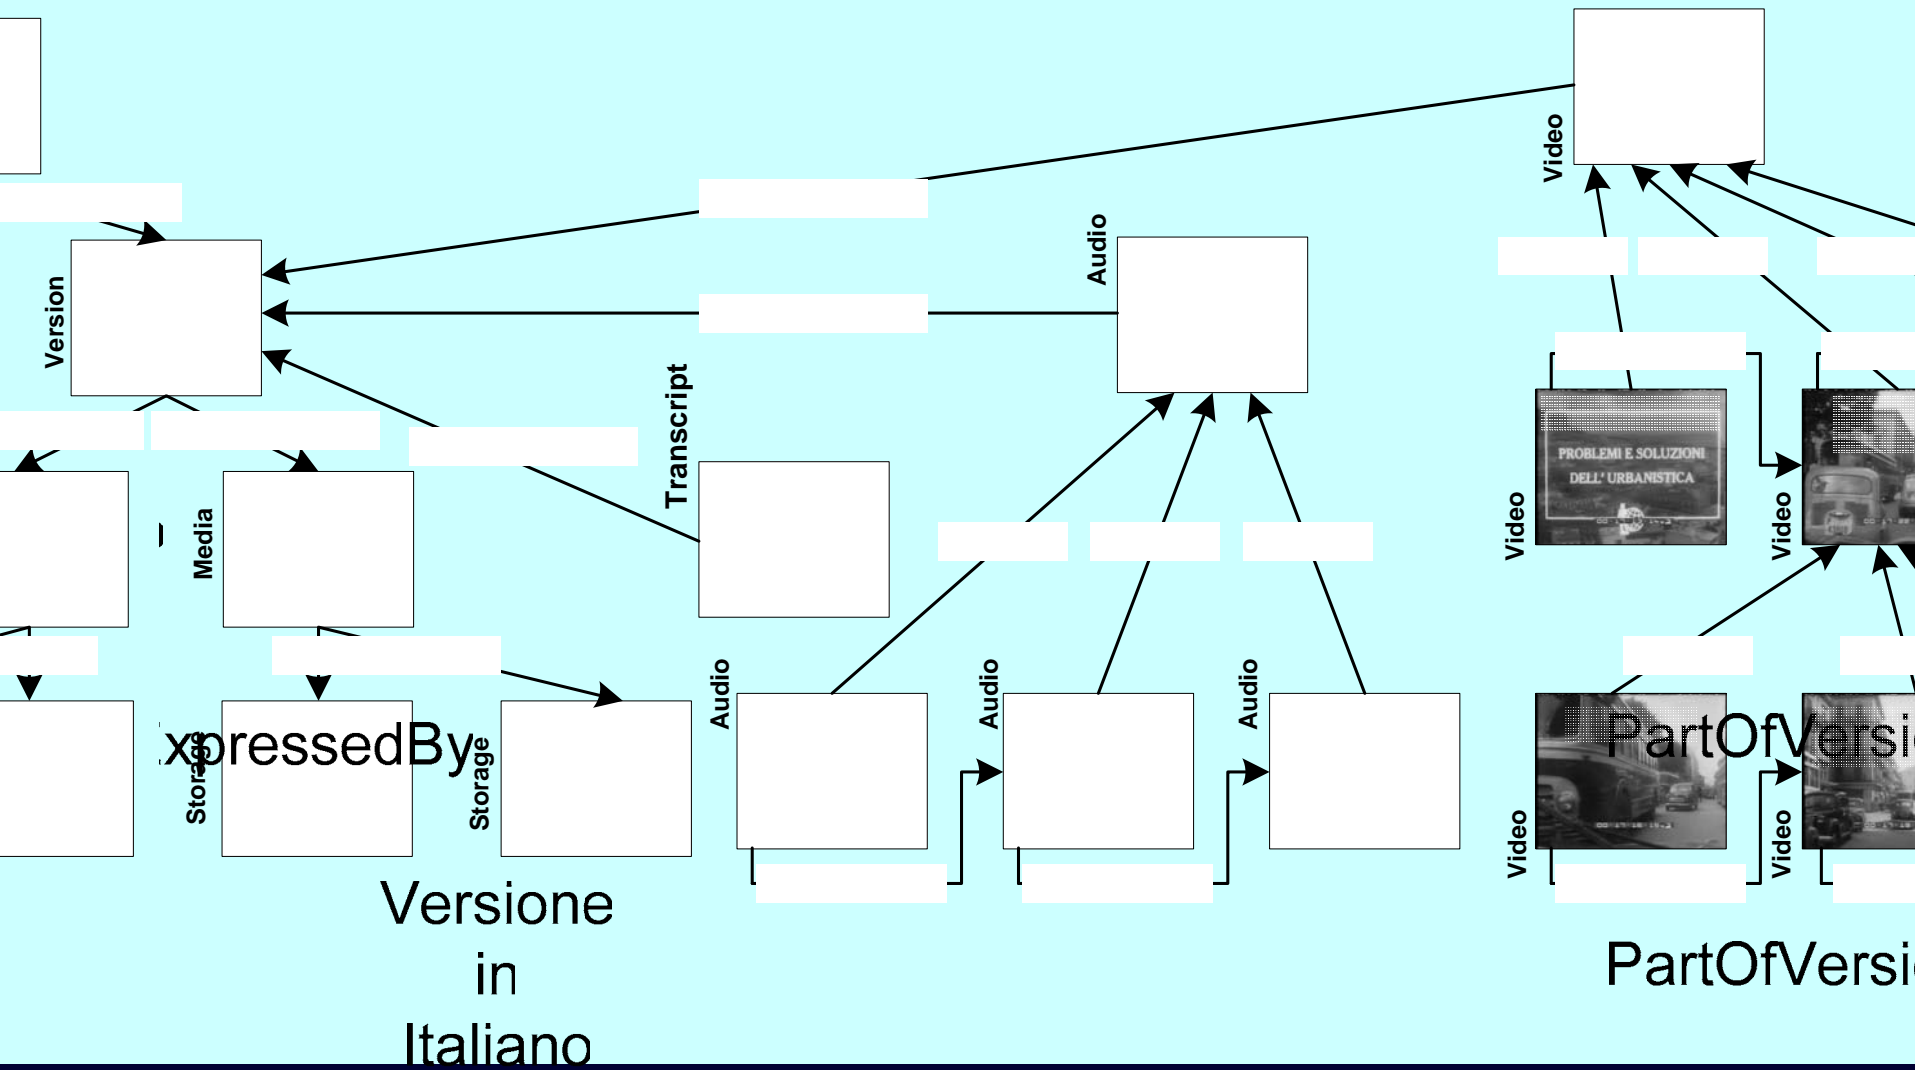 Video
Audio
Version
Transcript
PROBLEMI E SOLUZIONI
DELL' URBANISTICA
Video
Video
Media
Audio
Audio
Audio
Storage
xpressedBy
Storage
PartOfVersi
Video
Video
Versione
in
Italiano
PartOfVersi